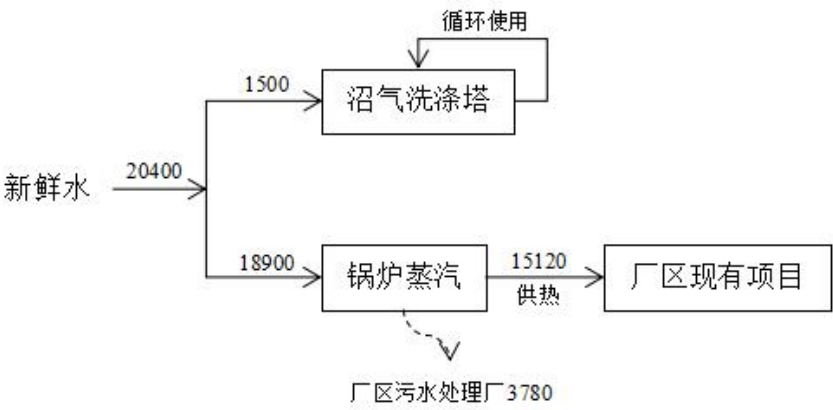 循环使用
1500
沼气洗涤塔
新鲜水
20400
18900
锅炉蒸汽
15120
供热
厂区现有项目
厂区污水处理厂3780